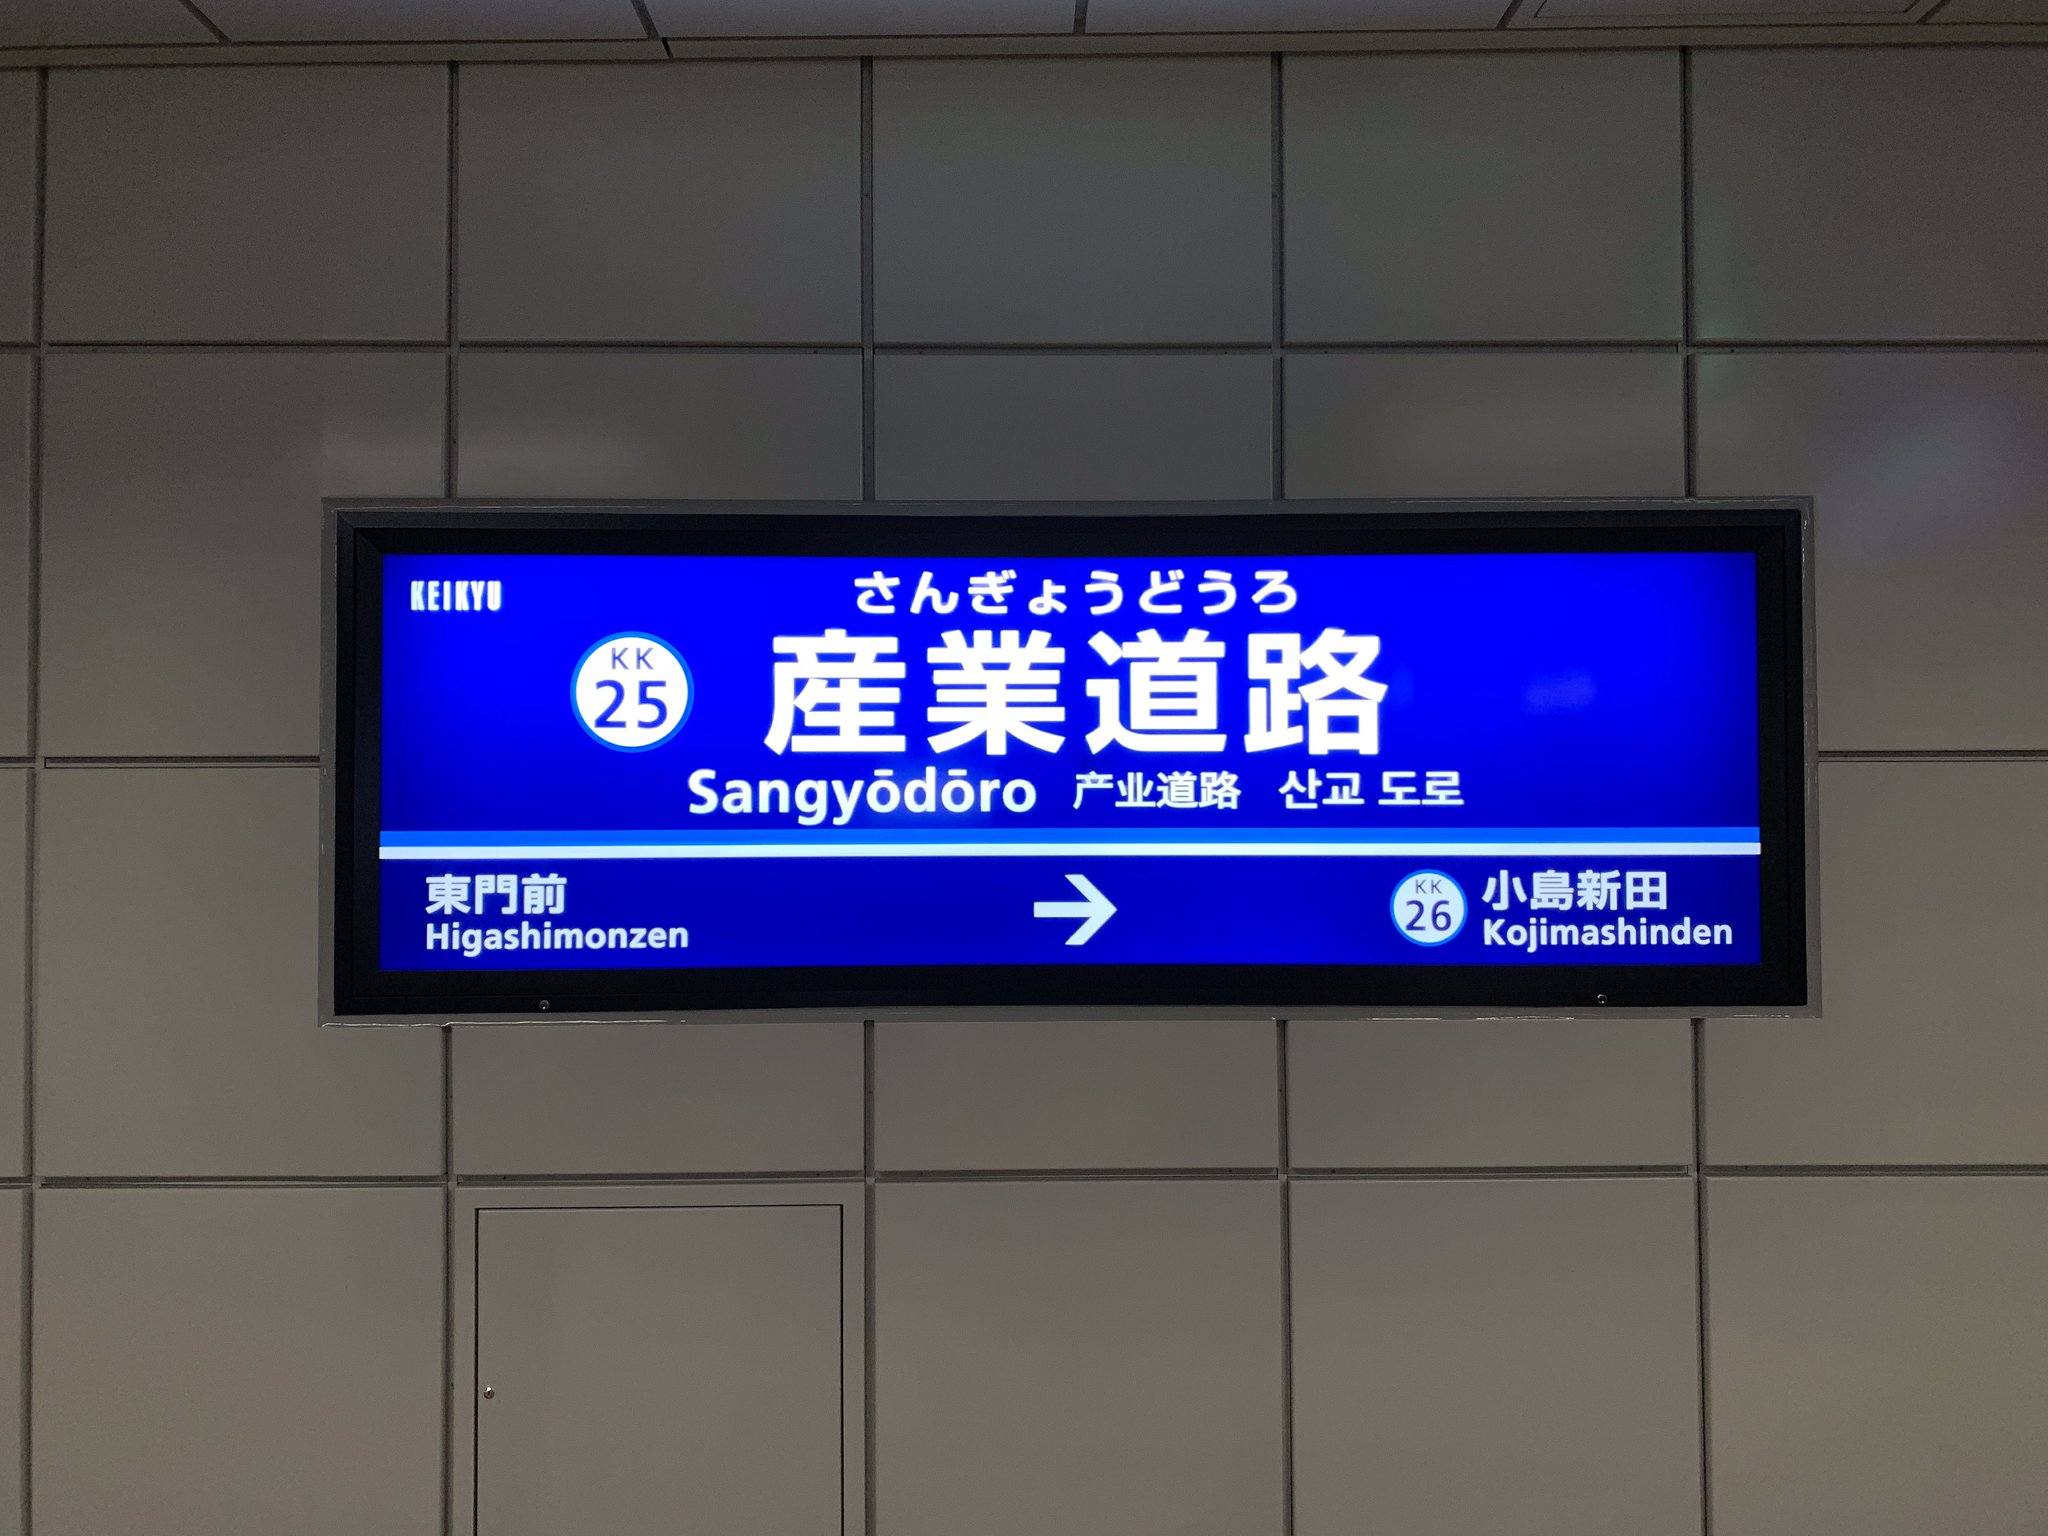 KEIKYU
さんぎょうどうろ
KK
25
産業道路
Sangyōdōro 产业道路 산교 도로
東門前
Higashimonzen
→
KK
26
小島新田
Kojimashinden